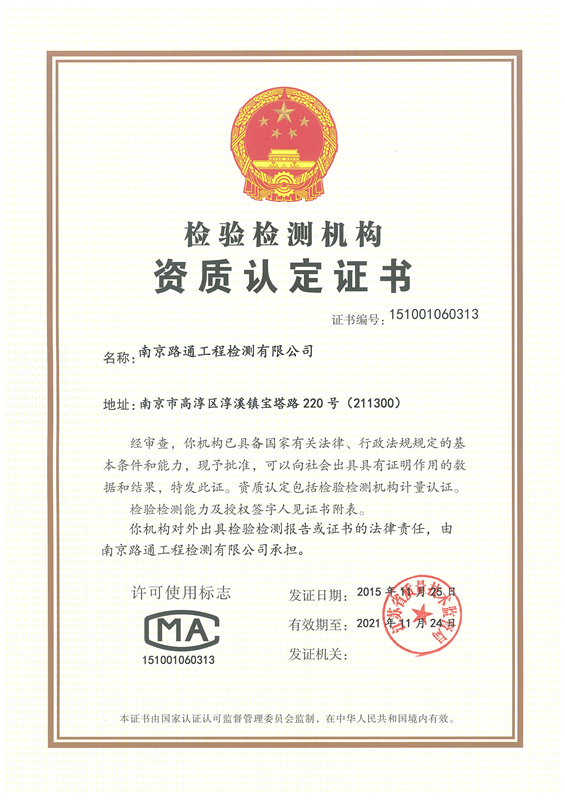 检验检测机构
资质认定证书
证书编号：151001060313
名称：南京路通工程检测有限公司
地址：南京市高淳区淳溪镇宝塔路220号（211300）
经审查，你机构已具备国家有关法律、行政法规规定的基
本条件和能力，现予批准，可以向社会出具具有证明作用的数
据和结果，特发此证。资质认定包括检验检测机构计量认证。
检验检测能力及授权签字人见证书附表。
你机构对外出具检验检测报告或证书的法律责任，由
南京路通工程检测有限公司承担。
许可使用标志
CMA
151001060313
发证日期：2015年11月25日
有效期至：2021年11月24日
发证机关：
江苏省质量技术监督局
本证书由国家认证认可监督管理委员会监制，在中华人民共和国境内有效。